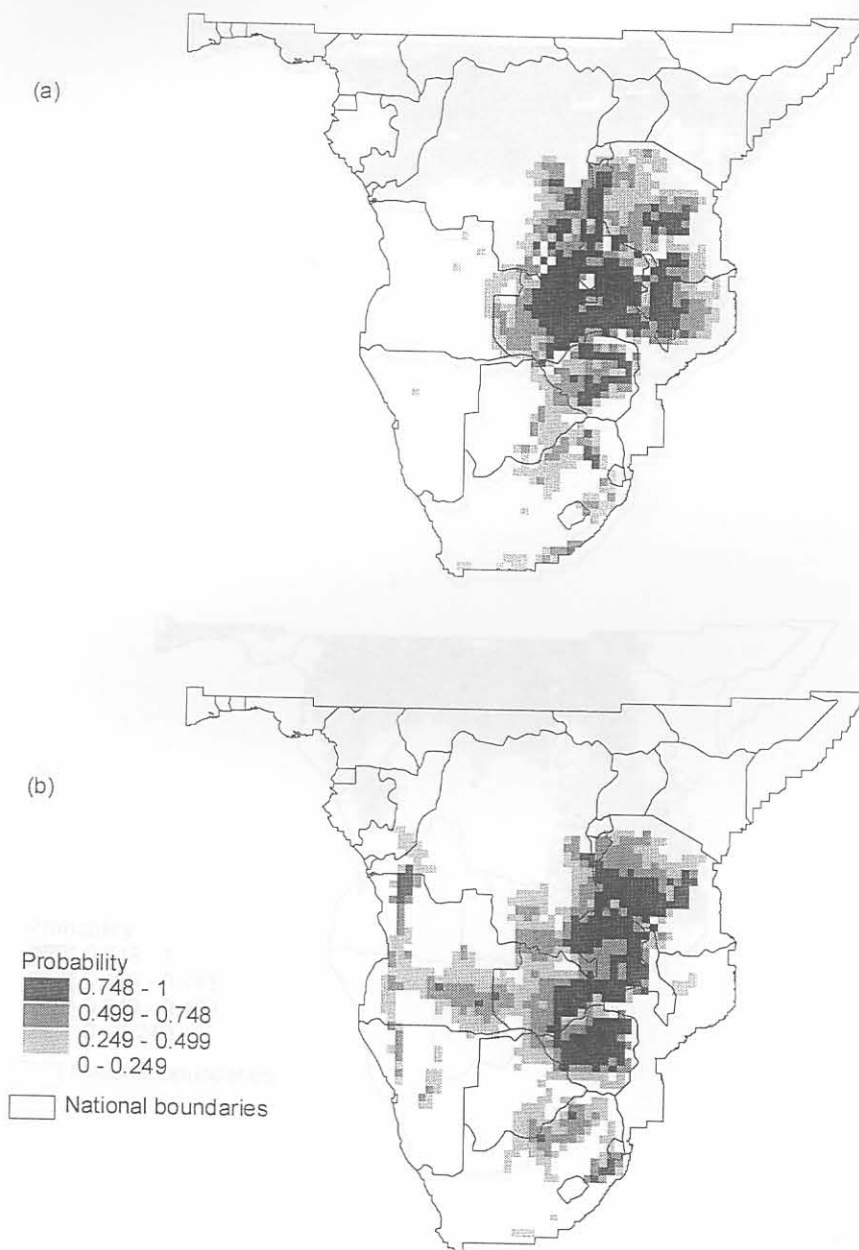 (a)
(b)
Probability
0.748 - 1
0.499 - 0.748
0.249 - 0.499
0 - 0.249
National boundaries